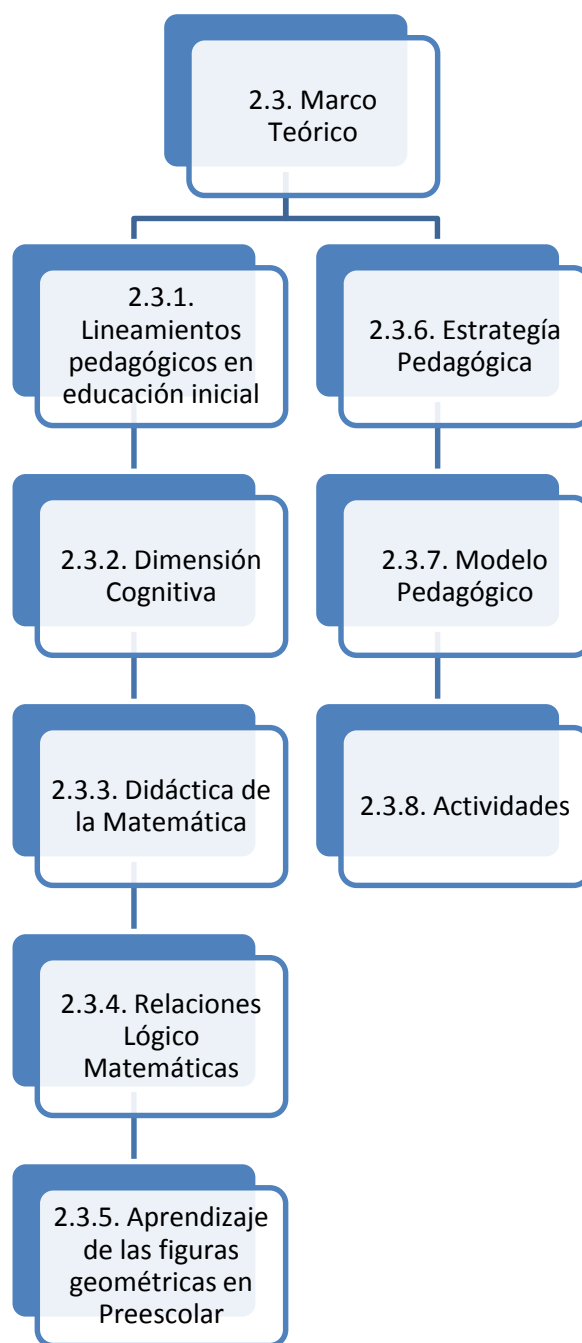 2.3. Marco
Teórico
2.3.1.
Lineamientos
pedagógicos en
educación inicial
2.3.2. Dimensión
Cognitiva
2.3.3. Didáctica de
la Matemática
2.3.4. Relaciones
Lógico
Matemáticas
2.3.5. Aprendizaje
de las figuras
geométricas en
Preescolar
2.3.6. Estrategía
Pedagógica
2.3.7. Modelo
Pedagógico
2.3.8. Actividades